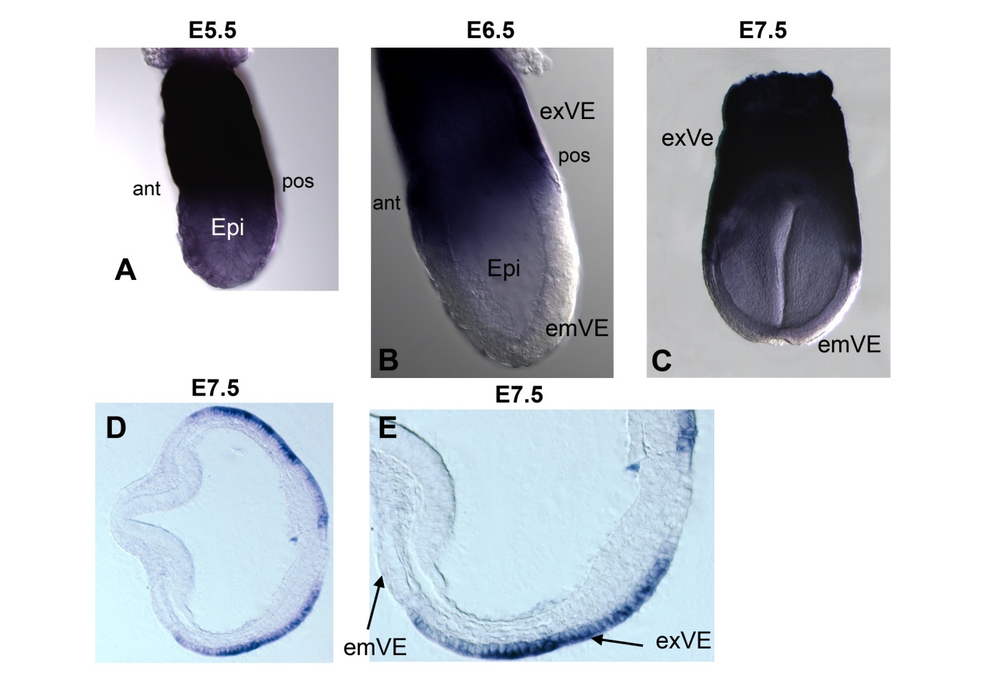 E5.5
E6.5
E7.5
exVE
exVe
pos
ant
pos
ant
Epi
Epi
A
emVE
emVE
B
C
E7.5
E7.5
D
E
emVE
exVE